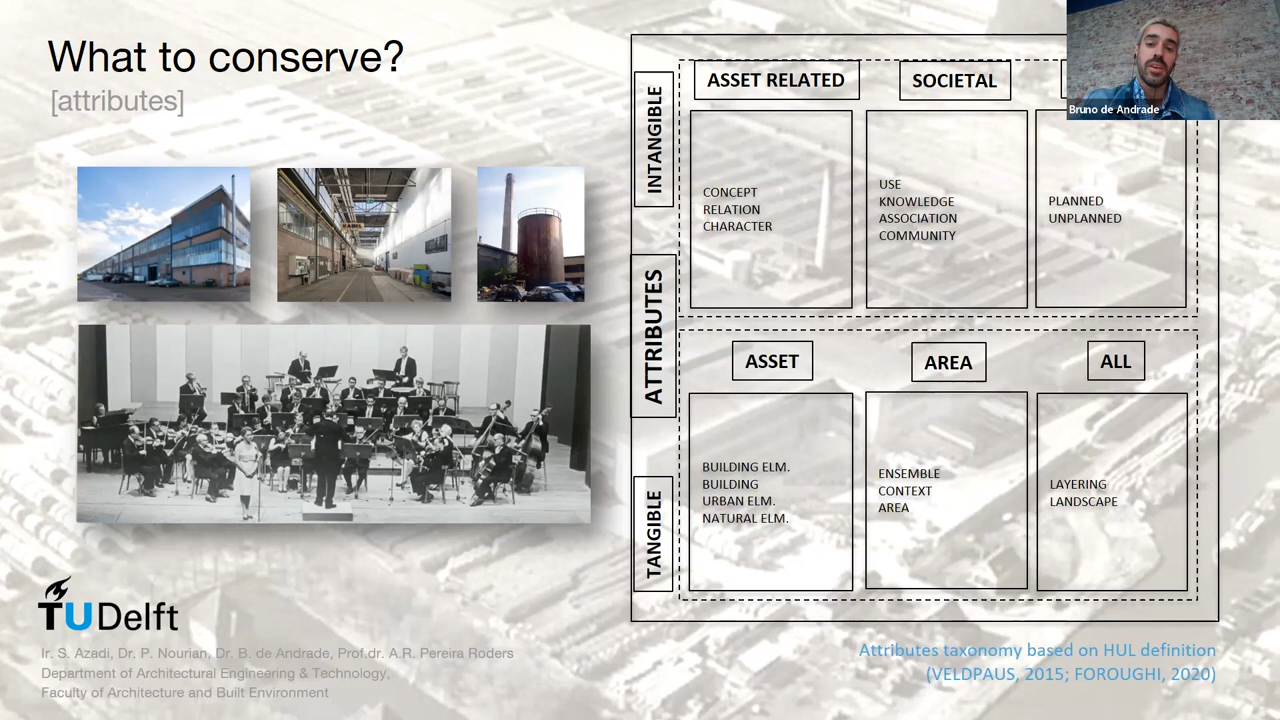 What to conserve?
[attributes]
INTANGIBLE
ASSET RELATED
SOCIETAL
Bruno de Andrade
CONCEPT
RELATION
CHARACTER
USE
KNOWLEDGE
ASSOCIATION
COMMUNITY
PLANNED
UNPLANNED
ATTRIBUTES
ASSET
AREA
ALL
TANGIBLE
BUILDING ELM.
BUILDING
URBAN ELM.
NATURAL ELM.
ENSEMBLE
CONTEXT
AREA
LAYERING
LANDSCAPE
TU Delft
Ir. S. Azadi, Dr. P. Nourian, Dr. B. de Andrade, Prof.dr. A.R. Pereira Roders
Department of Architectural Engineering & Technology,
Faculty of Architecture and Built Environment
Attributes taxonomy based on HUL definition
(VELDPAUS, 2015; FOROUGHI, 2020)